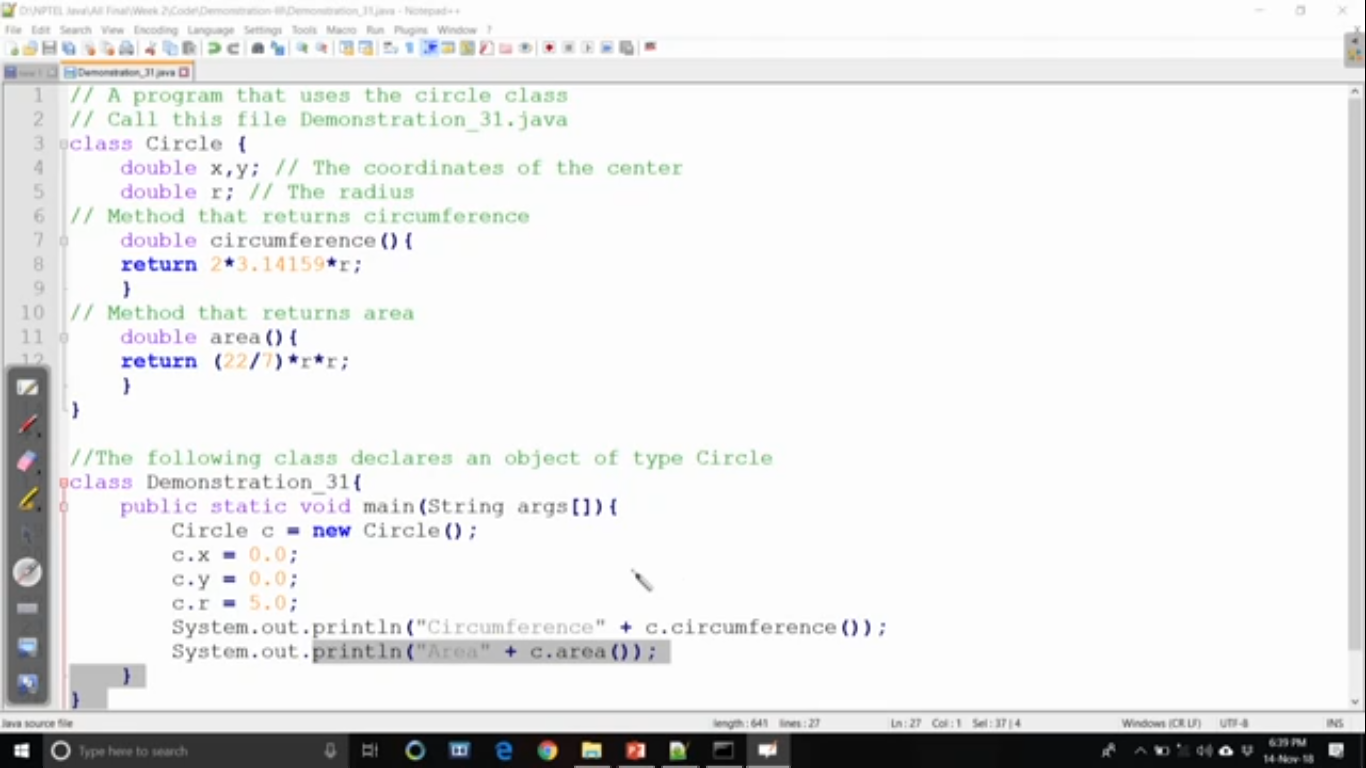 D:\NPTEL Java\All Final\Week 2\Code\Demonstration-III\Demonstration_31.java - Notepad++
File Edit Search View Encoding Language Settings Tools Macro Run Plugins Window ?
Demonstration_31.java
1 // A program that uses the circle class
2 // Call this file Demonstration_31.java
3 class Circle {
4 double x,y; // The coordinates of the center
5 double r; // The radius
6 // Method that returns circumference
7 double circumference(){
8 return 2*3.14159*r;
9 }
10 // Method that returns area
11 double area(){
12 return (22/7)*r*r;
}
}
//The following class declares an object of type Circle
class Demonstration_31{
public static void main(String args[]){
Circle c = new Circle();
c.x = 0.0;
c.y = 0.0;
c.r = 5.0;
System.out.println("Circumference" + c.circumference());
System.out.println("Area" + c.area());
}
}
Java source file length : 641 lines : 27 Ln : 27 Col : 1 Sel : 37 | 4 Windows (CR LF) UTF-8 INS
Type here to search
6:39 PM
14-Nov-18